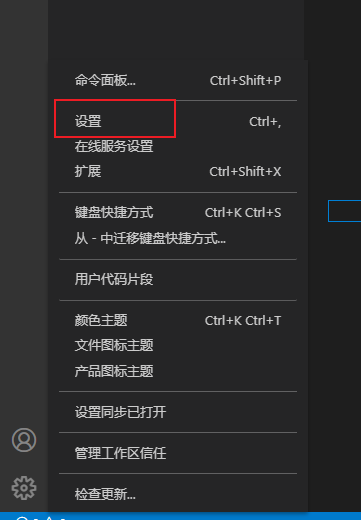 命令面板... Ctrl+Shift+P
设置 Ctrl+,
在线服务设置
扩展 Ctrl+Shift+X
键盘快捷方式 Ctrl+K Ctrl+S
从 - 中迁移键盘快捷方式...
用户代码片段
颜色主题 Ctrl+K Ctrl+T
文件图标主题
产品图标主题
设置同步已打开
管理工作区信任
检查更新...